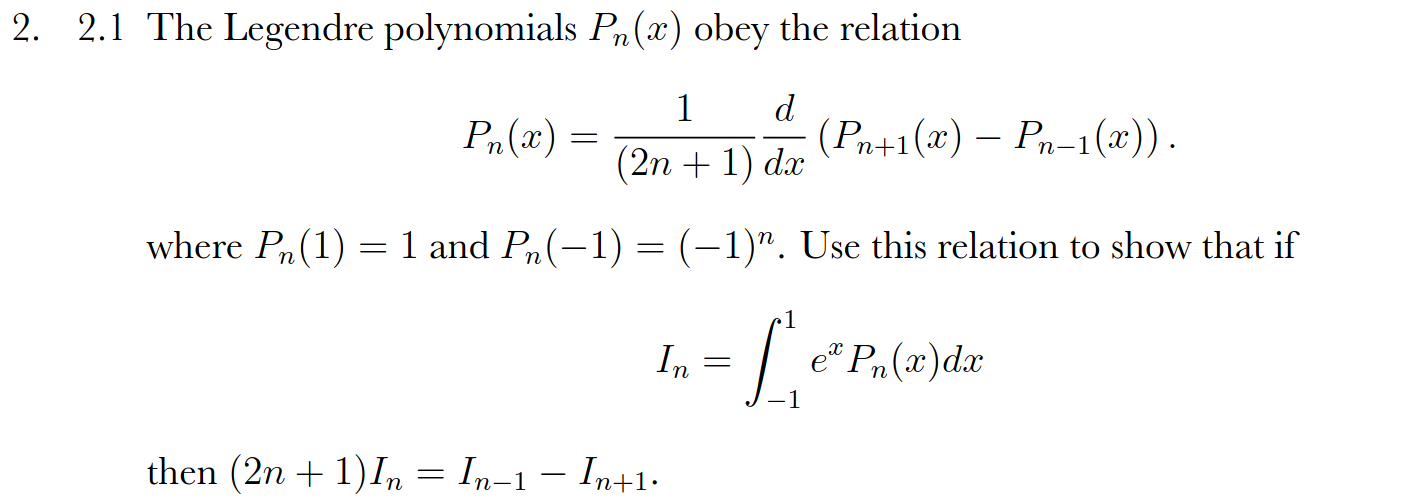 2. 2.1 The Legendre polynomials $P_n(x)$ obey the relation
$$P_n(x) = \frac{1}{(2n+1)} \frac{d}{dx} \left(P_{n+1}(x) - P_{n-1}(x)\right).$$
where $P_n(1) = 1$ and $P_n(-1) = (-1)^n$. Use this relation to show that if
$$I_n = \int_{-1}^{1} e^x P_n(x) dx$$
then $(2n+1)I_n = I_{n-1} - I_{n+1}$.